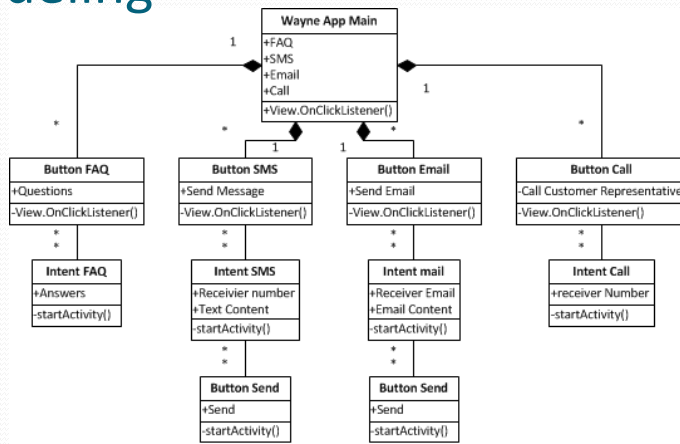 Wayne App Main
+FAQ
+SMS
+Email
+Call
+View.OnClickListener()
1
1
1
1
*
*
*
*
Button FAQ
+Questions
-View.OnClickListener()
Button SMS
+Send Message
-View.OnClickListener()
Button Email
+Send Email
-View.OnClickListener()
Button Call
-Call Customer Representative
-View.OnClickListener()
*
*
*
*
*
*
*
*
Intent FAQ
+Answers
-startActivity()
Intent SMS
+Receivier number
+Text Content
-startActivity()
Intent mail
+Receiver Email
+Email Content
-startActivity()
Intent Call
+receiver Number
-startActivity()
*
*
*
*
Button Send
+Send
-startActivity()
Button Send
+Send
-startActivity()